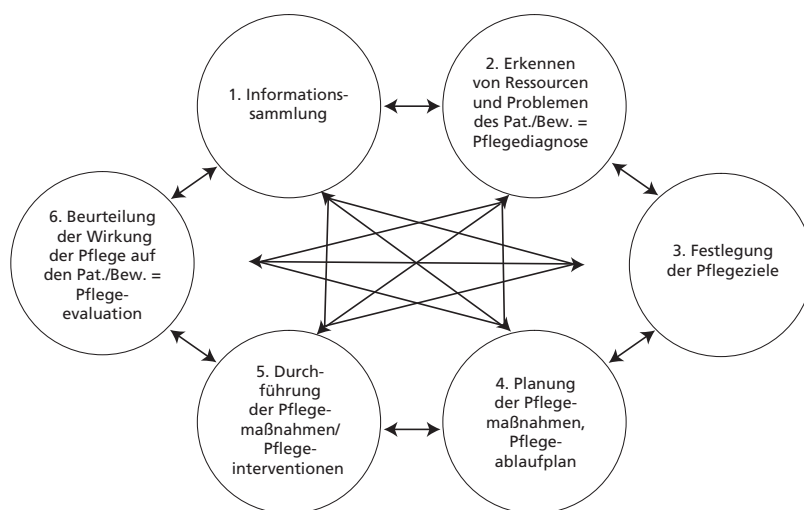 1. Informations-
sammlung
2. Erkennen
von Ressourcen
und Problemen
des Pat./Bew. =
Pflegediagnose
3. Festlegung
der Pflegeziele
4. Planung
der Pflege-
maßnahmen,
Pflege-
ablaufplan
5. Durch-
führung
der Pflege-
maßnahmen/
Pflege-
interventionen
6. Beurteilung
der Wirkung
der Pflege auf
den Pat./Bew. =
Pflege-
evaluation